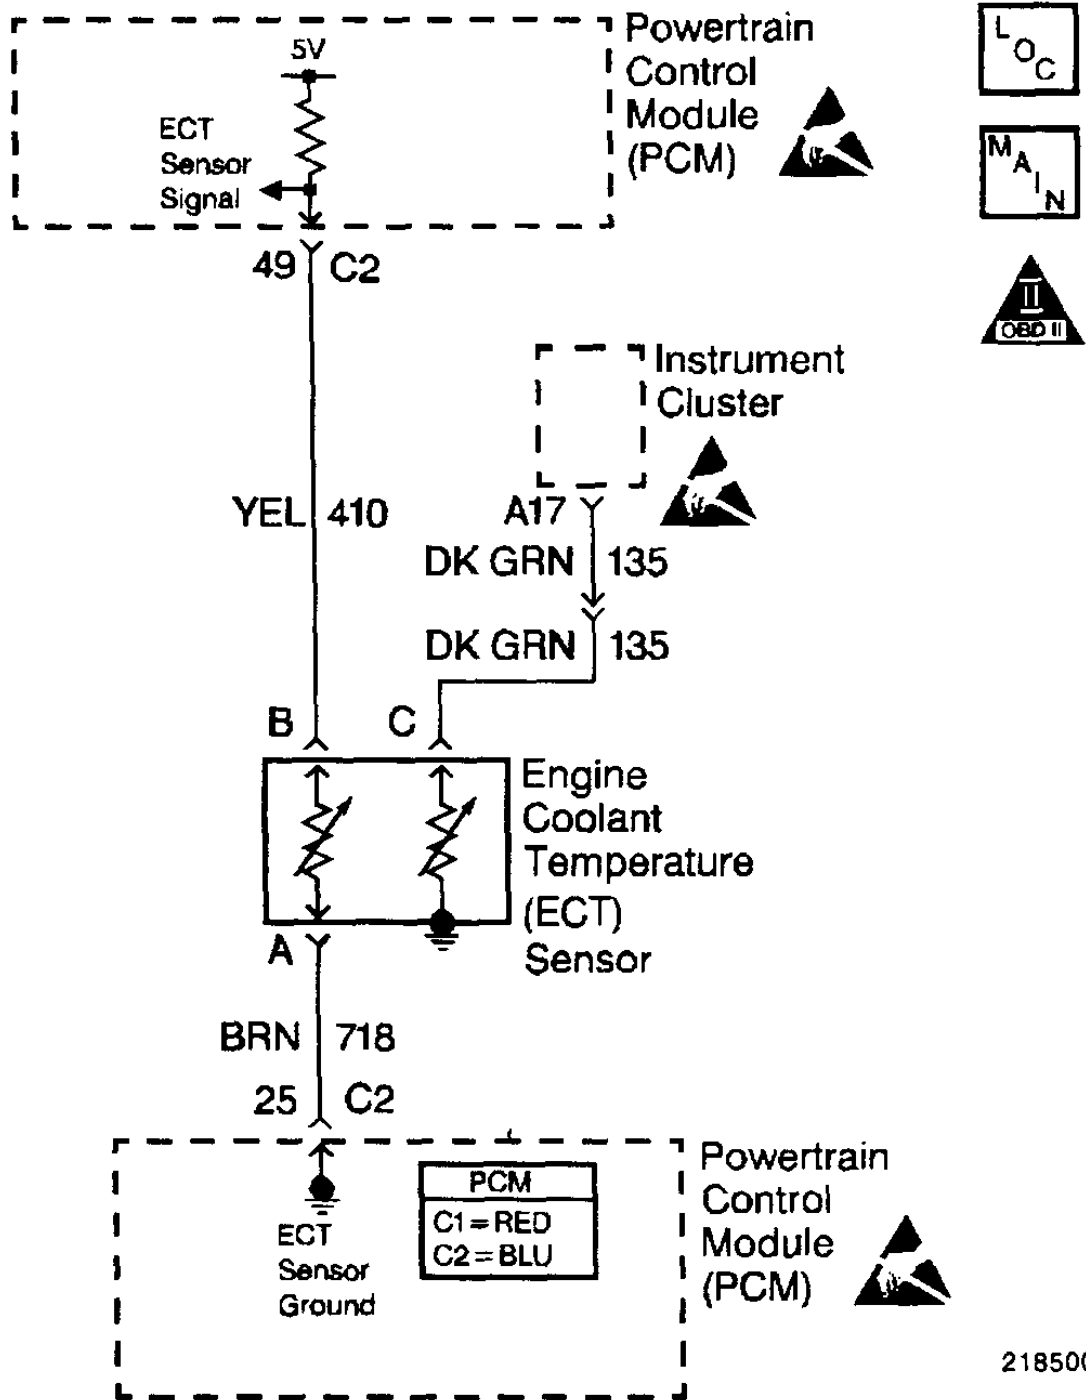 5V
ECT
Sensor
Signal
Powertrain
Control
Module
(PCM)
LOC
MAIN
II
OBD II
49 C2
Instrument
Cluster
YEL 410
A17
DK GRN 135
DK GRN 135
B C
Engine
Coolant
Temperature
(ECT)
Sensor
A
BRN 718
25 C2
PCM
C1=RED
C2=BLU
ECT
Sensor
Ground
Powertrain
Control
Module
(PCM)